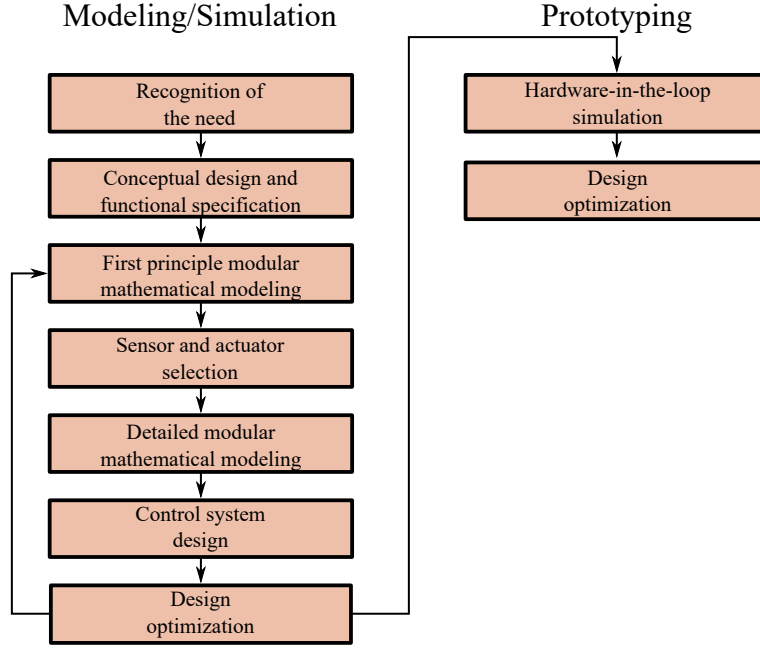 Modeling/Simulation
Recognition of
the need
Conceptual design and
functional specification
First principle modular
mathematical modeling
Sensor and actuator
selection
Detailed modular
mathematical modeling
Control system
design
Design
optimization
Prototyping
Hardware-in-the-loop
simulation
Design
optimization